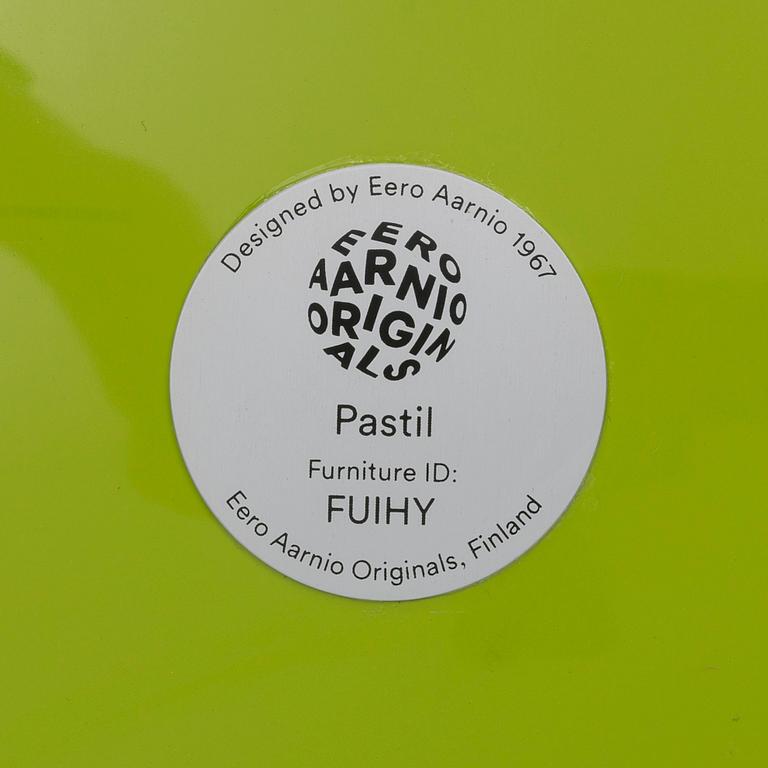 Designed by Eero Aarnio 1967
EERO
AARNIO
ORIGIN
ALS
Pastil
Furniture ID:
FUIHY
Eero Aarnio Originals, Finland